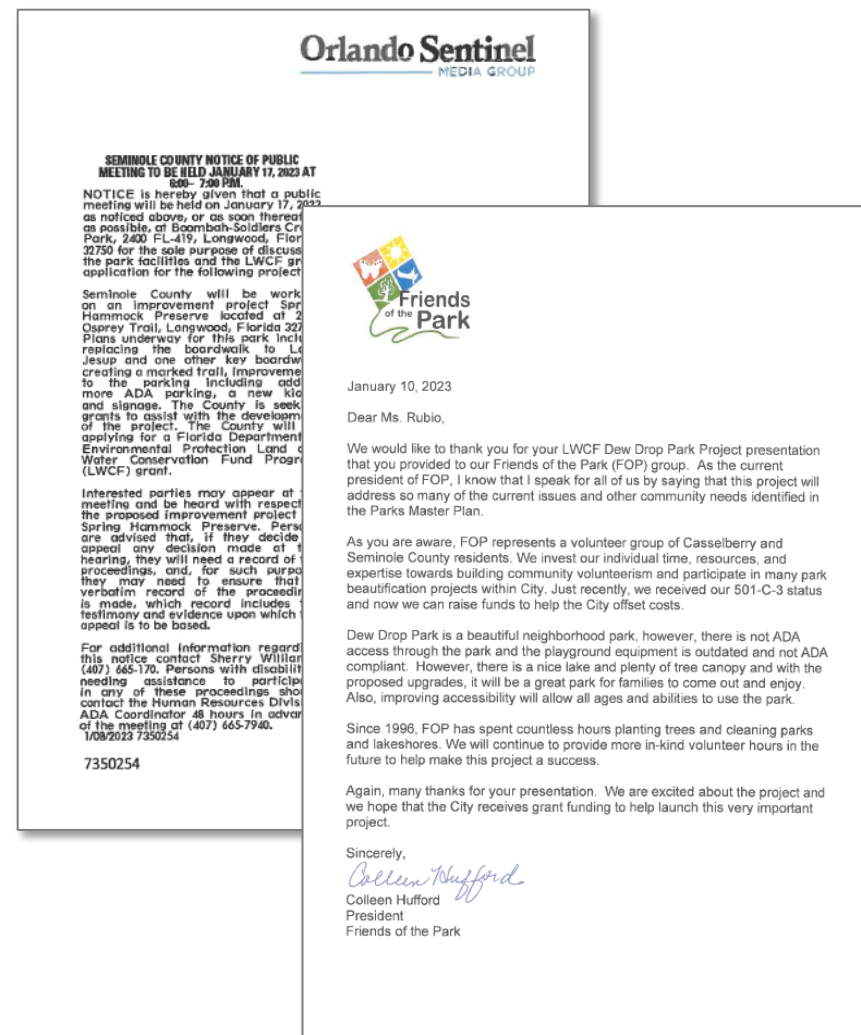 Orlando Sentinel
MEDIA GROUP
SEMINOLE COUNTY NOTICE OF PUBLIC
MEETING TO BE HELD JANUARY 17, 2023 AT
6:00– 7:00 P.M.
NOTICE is hereby given that a public
meeting will be held on January 17, 2023
as noticed above, or as soon thereaf
as possible, at Boombah-Soldiers Cr
Park, 2400 FL-419, Longwood, Flor
32750 for the sole purpose of discuss
the park facilities and the LWCF gr
application for the following project
Seminole County will be work
on an improvement project Spr
Hammock Preserve located at 2
Osprey Trail, Longwood, Florida 327
Plans underway for this park incl
replacing the boardwalk to L
Jesup and one other key boardw
creating a marked trail, improveme
to the parking including add
more ADA parking, a new kio
and signage. The County is seek
grants to assist with the developm
of the project. The County will
applying for a Florida Department
Environmental Protection Land
Water Conservation Fund Progr
(LWCF) grant.
Interested parties may appear at
meeting and be heard with respect
the proposed improvement project
Spring Hammock Preserve. Pers
are advised that, if they decide
appeal any decision made at t
hearing, they will need a record of
proceedings, and, for such purpo
they may need to ensure that
verbatim record of the proceedin
is made, which record includes
testimony and evidence upon which
appeal is to be based.
For additional information regardi
this notice contact Sherry Willian
(407) 665-170. Persons with disabilit
needing assistance to particip
in any of these proceedings sho
contact the Human Resources Divis
ADA Coordinator 48 hours in advan
of the meeting at (407) 665-7940.
1/08/2023 7350254
7350254
Friends
of the Park
January 10, 2023
Dear Ms. Rubio,
We would like to thank you for your LWCF Dew Drop Park Project presentation
that you provided to our Friends of the Park (FOP) group. As the current
president of FOP, I know that I speak for all of us by saying that this project will
address so many of the current issues and other community needs identified in
the Parks Master Plan.
As you are aware, FOP represents a volunteer group of Casselberry and
Seminole County residents. We invest our individual time, resources, and
expertise towards building community volunteerism and participate in many park
beautification projects within City. Just recently, we received our 501-C-3 status
and now we can raise funds to help the City offset costs.
Dew Drop Park is a beautiful neighborhood park, however, there is not ADA
access through the park and the playground equipment is outdated and not ADA
compliant. However, there is a nice lake and plenty of tree canopy and with the
proposed upgrades, it will be a great park for families to come out and enjoy.
Also, improving accessibility will allow all ages and abilities to use the park.
Since 1996, FOP has spent countless hours planting trees and cleaning parks
and lakeshores. We will continue to provide more in-kind volunteer hours in the
future to help make this project a success.
Again, many thanks for your presentation. We are excited about the project and
we hope that the City receives grant funding to help launch this very important
project.
Sincerely,
Colleen Hufford
Colleen Hufford
President
Friends of the Park